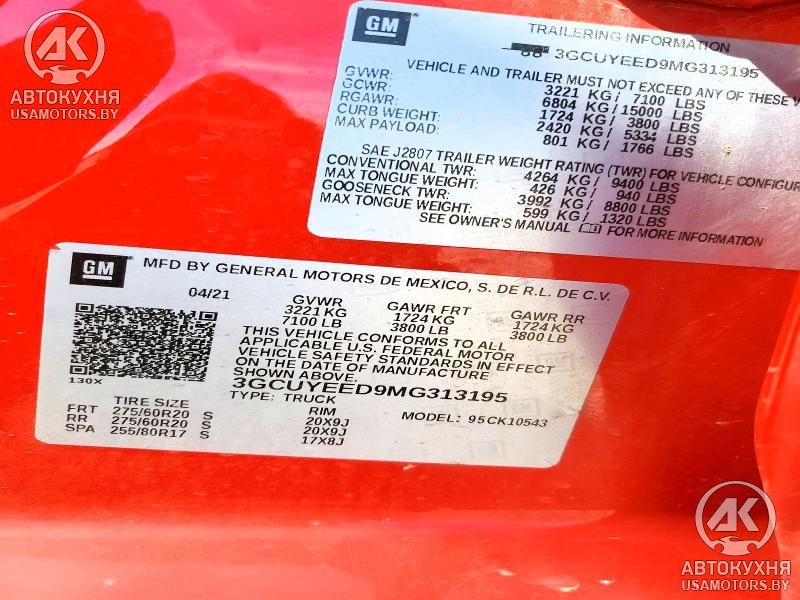 AK
АВТОКУХНЯ
USAMOTORS.BY
GM
TRAILERING INFORMATION
88 3GCUYEED9MG313195
VEHICLE AND TRAILER MUST NOT EXCEED ANY OF THESE
GVWR: 3221 KG/ 7100 LBS
GCWR: 6804 KG/15000 LBS
RGAWR: 1724 KG/ 3800 LBS
CURB WEIGHT: 2420 KG/ 5334 LBS
MAX PAYLOAD: 801 KG/ 1766 LBS
SAE J2807 TRAILER WEIGHT RATING (TWR) FOR VEHICLE CONFIGUR
CONVENTIONAL TWR: 4264 KG/ 9400 LBS
MAX TONGUE WEIGHT: 426 KG/ 940 LBS
GOOSENECK TWR: 3992 KG/ 8800 LBS
MAX TONGUE WEIGHT: 599 KG/ 1320 LBS
SEE OWNER'S MANUAL FOR MORE INFORMATION
GM
MFD BY GENERAL MOTORS DE MEXICO, S. DE R.L. DE C.V.
04/21 GVWR GAWR FRT GAWR RR
3221 KG 1724 KG 1724 KG
7100 LB 3800 LB 3800 LB
THIS VEHICLE CONFORMS TO ALL
APPLICABLE U.S. FEDERAL MOTOR
VEHICLE SAFETY STANDARDS IN EFFECT
ON THE DATE OF MANUFACTURE
SHOWN ABOVE.
130X
3GCUYEED9MG313195
TYPE: TRUCK MODEL: 95CK10543
TIRE SIZE RIM
FRT 275/60R20 S 20X9J
RR 275/60R20 S 20X9J
SPA 255/80R17 S 17X8J
GM
AK
АВТОКУХНЯ
USAMOTORS.BY